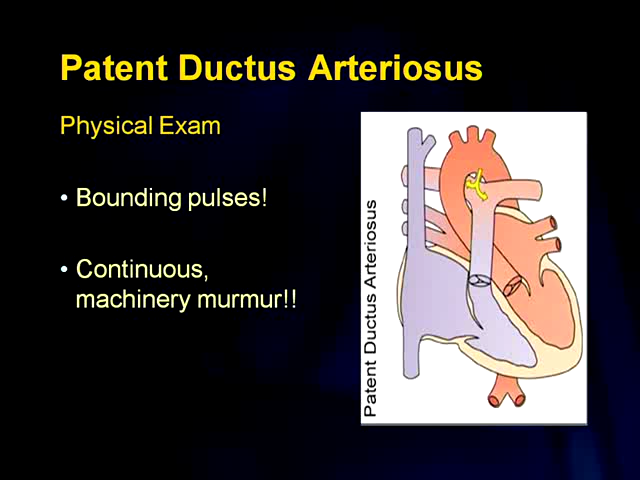 Patent Ductus Arteriosus
Physical Exam
• Bounding pulses!
• Continuous,
machinery murmur!!
Patent Ductus Arteriosus